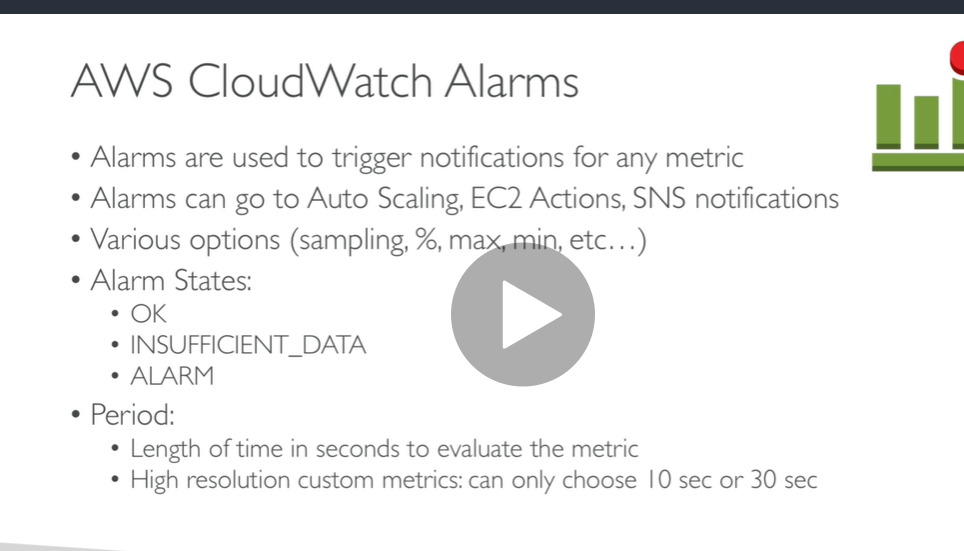 AWS CloudWatch Alarms
• Alarms are used to trigger notifications for any metric
• Alarms can go to Auto Scaling, EC2 Actions, SNS notifications
• Various options (sampling, %, max, min, etc…)
• Alarm States:
• OK
• INSUFFICIENT_DATA
• ALARM
• Period:
• Length of time in seconds to evaluate the metric
• High resolution custom metrics: can only choose 10 sec or 30 sec